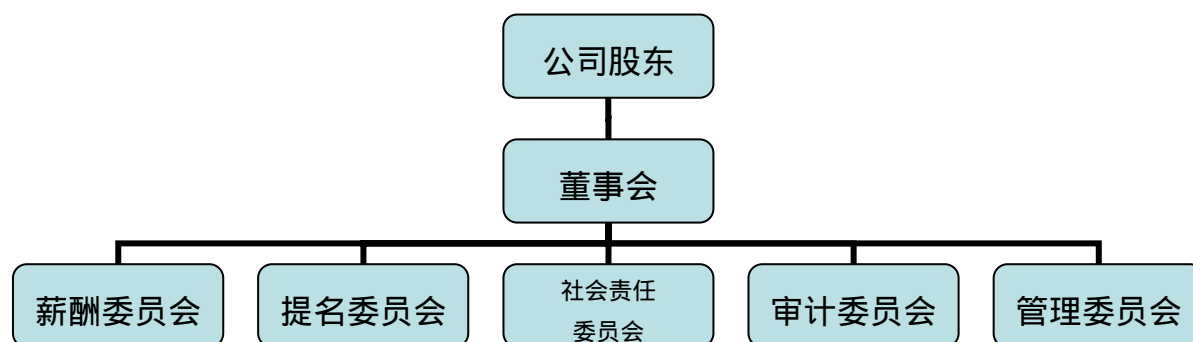 公司股东
董事会
薪酬委员会
提名委员会
社会责任
委员会
审计委员会
管理委员会